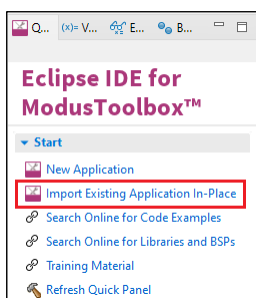 Q... (x)= V... E... B...
Eclipse IDE for
ModusToolbox™
Start
New Application
Import Existing Application In-Place
Search Online for Code Examples
Search Online for Libraries and BSPs
Training Material
Refresh Quick Panel